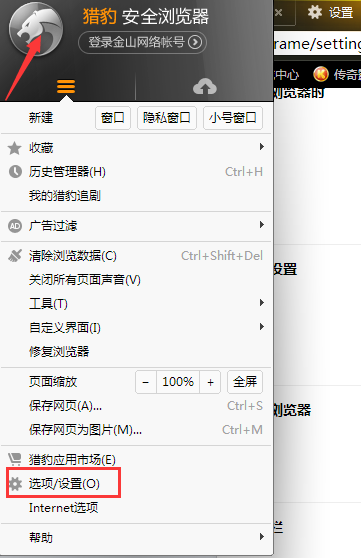 猎豹 安全浏览器
登录金山网络帐号
设置
rame/setting
中心 K 传奇
浏览器时
新建 窗口 隐私窗口 小号窗口
收藏
历史管理器(H) Ctrl+H
我的猎豹追剧
AD 广告过滤
清除浏览数据(C) Ctrl+Shift+Del
设置
关闭所有页面声音(V)
工具(T)
自定义界面(I)
修复浏览器
页面缩放 − 100% + 全屏
保存网页(A)... Ctrl+S
浏览器
保存网页为图片(M)... Ctrl+M
猎豹应用市场(E)
选项/设置(O)
Internet选项
栏
帮助